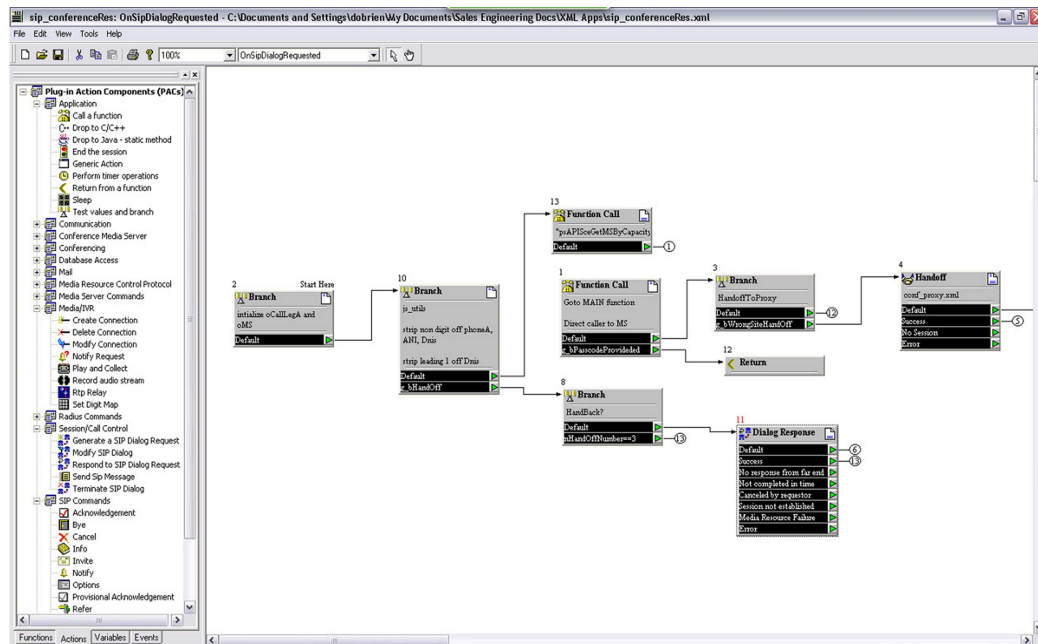 sip_conferenceRes: OnSipDialogRequested - C:\Documents and Settings\dobrien\My Documents\Sales Engineering Docs\XML Apps\sip_conferenceRes.xml
File Edit View Tools Help
100% OnSipDialogRequested
Plug-in Action Components (PACs)
Application
Call a function
C++ Drop to C/C++
Drop to Java - static method
End the session
Generic Action
Perform timer operations
Return from a function
Sleep
Test values and branch
Communication
Conference Media Server
Conferencing
Database Access
Mail
Media Resource Control Protocol
Media Server Commands
Media/IVR
Create Connection
Delete Connection
Modify Connection
Notify Request
Play and Collect
Record audio stream
Rtp Relay
Set Digit Map
Radius Commands
Session/Call Control
Generate a SIP Dialog Request
Modify SIP Dialog
Respond to SIP Dialog Request
Send Sip Message
Terminate SIP Dialog
SIP Commands
Acknowledgement
Bye
Cancel
Info
Invite
Notify
Options
Provisional Acknowledgement
Refer
Functions Actions Variables Events
2 Start Here
Branch
intialize oCallLegA and
oMS
Default
10
Branch
js_utils
strip non digit off phoneA,
ANI, Dnis
strip leading 1 off Dnis
Default
g_bHandOff
13
Function Call
"psAPISceGetMSByCapacity
Default 1
1
Function Call
Goto MAIN function
Direct caller to MS
Default
g_bPasscodeProvideded
3
Branch
HandoffToProxy
Default 12
g_bWrongSiteHandOff
4
Handoff
conf_proxy.xml
Default
Success 5
No Session
Error
12
Return
8
Branch
HandBack?
Default
nHandOffNumber==3 13
11
Dialog Response
Default 6
Success 13
No response from far end
Not completed in time
Canceled by requestor
Session not established
Media Resource Failure
Error